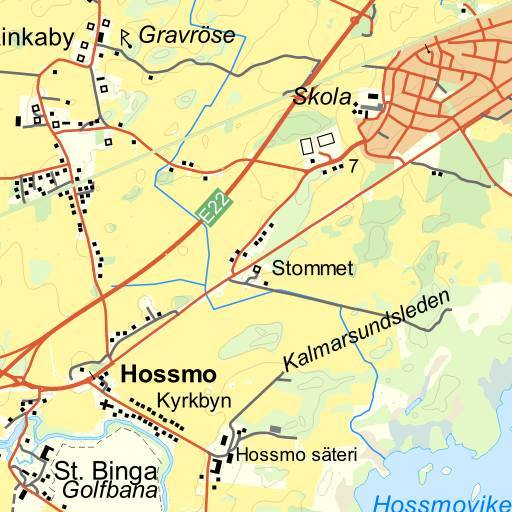 inkaby
Gravröse
Skola
7
E22
Stommet
Kalmarsundsleden
Hossmo
Kyrkbyn
Hossmo säteri
St. Binga
Golfbana
Hossmovike